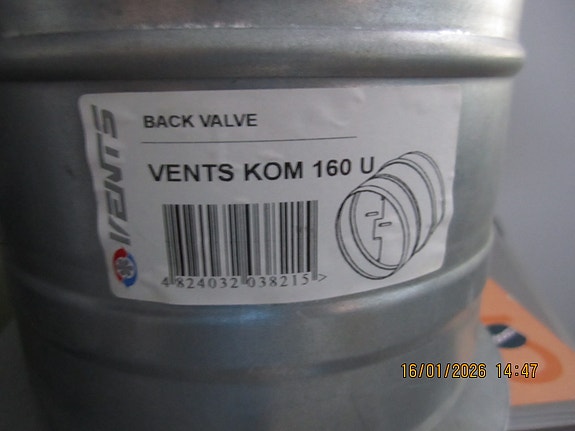 VENTS
BACK VALVE
VENTS KOM 160 U
4 824032 038215 >
16/01/2026 14:47